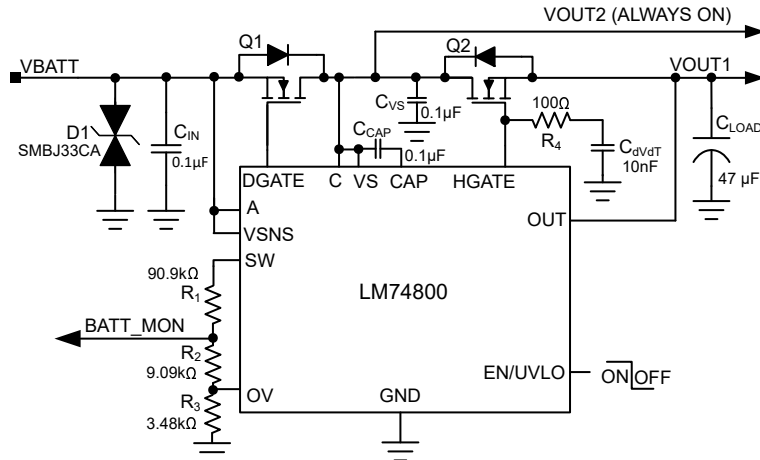 VOUT2 (ALWAYS ON)
Q1
Q2
VBATT
VOUT1
D1
SMBJ33CA
CIN
0.1µF
CVS
0.1µF
CCAP
0.1µF
100Ω
R4
CdVdT
10nF
CLOAD
47 µF
DGATE
C
VS
CAP
HGATE
A
VSNS
SW
OUT
LM74800
90.9kΩ
R1
BATT_MON
R2
9.09kΩ
OV
R3
3.48kΩ
GND
EN/UVLO
ON OFF